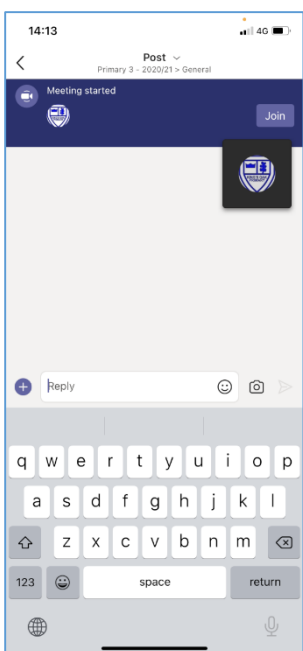 14:13
4G
Post
Primary 3 - 2020/21 > General
Meeting started
Join
Reply
q w e r t y u i o p
a s d f g h j k l
z x c v b n m
123 space return